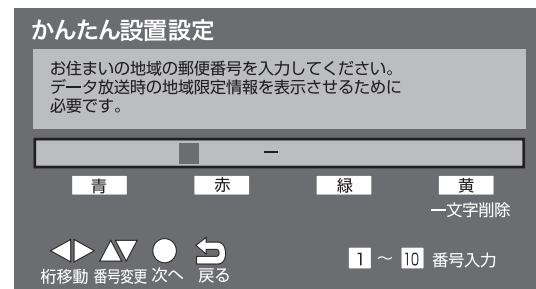 かんたん設置設定
お住まいの地域の郵便番号を入力してください。
データ放送時の地域限定情報を表示させるために
必要です。
－
青 赤 緑 黄
一文字削除
桁移動 番号変更 次へ 戻る 1 ～ 10 番号入力